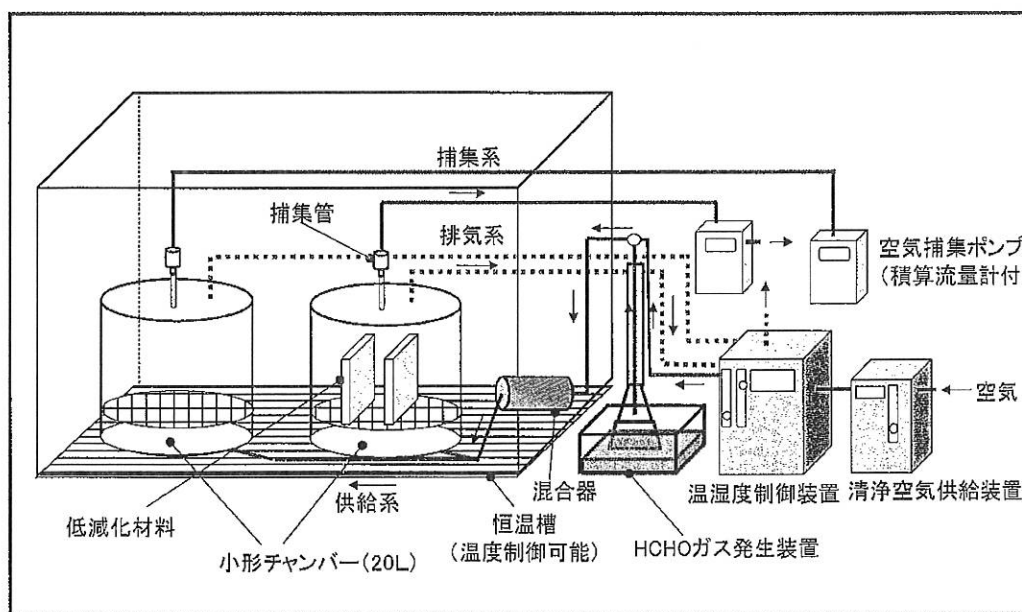 捕集系
捕集管
排気系
空気捕集ポンプ
(積算流量計付
空気
混合器
温湿度制御装置
清浄空気供給装置
供給系
恒温槽
(温度制御可能)
HCHOガス発生装置
低減化材料
小形チャンバー(20L)